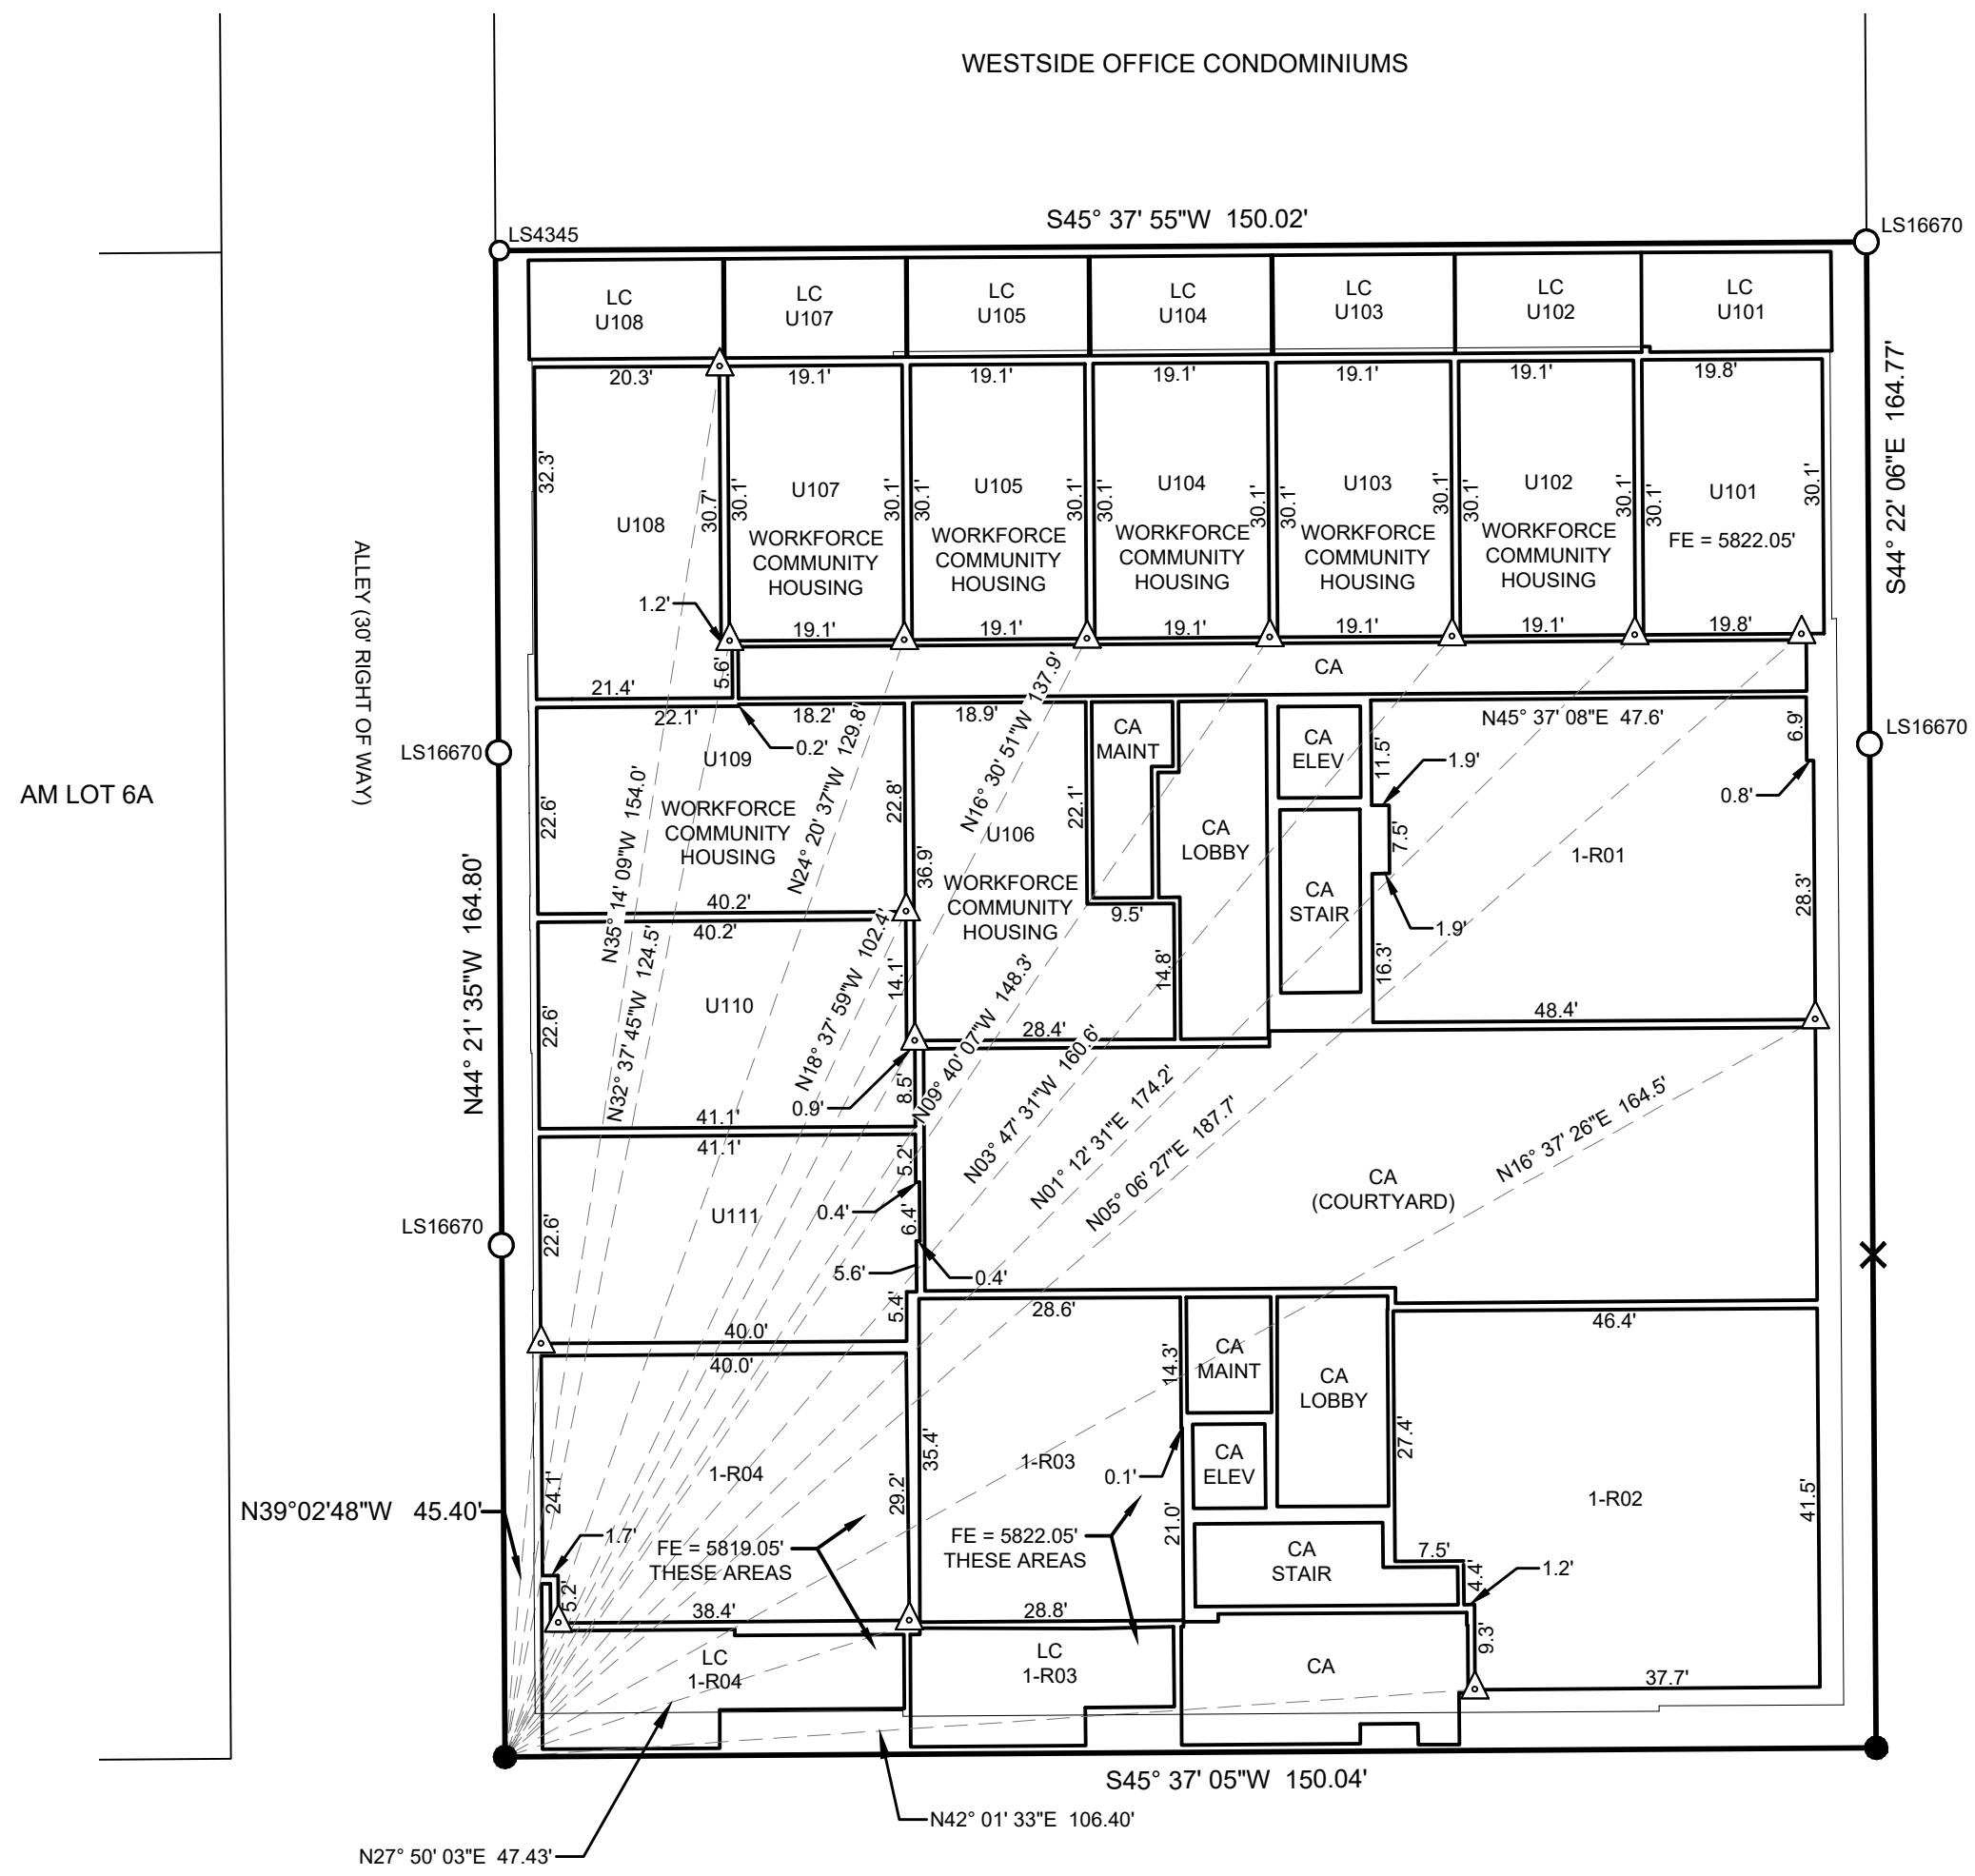 WESTSIDE OFFICE CONDOMINIUMS
S45° 37' 55"W 150.02'
LS4345
LS16670
LC
U108
LC
U107
LC
U105
LC
U104
LC
U103
LC
U102
LC
U101
S44° 22' 06"E 164.77'
20.3'
19.1'
19.1'
19.1'
19.1'
19.1'
19.8'
32.3'
30.7'
30.1'
30.1'
30.1'
30.1'
30.1'
30.1'
30.1'
30.1'
30.1'
30.1'
30.1'
30.1'
U108
U107
WORKFORCE
COMMUNITY
HOUSING
U105
WORKFORCE
COMMUNITY
HOUSING
U104
WORKFORCE
COMMUNITY
HOUSING
U103
WORKFORCE
COMMUNITY
HOUSING
U102
WORKFORCE
COMMUNITY
HOUSING
U101
FE = 5822.05'
ALLEY (30' RIGHT OF WAY)
1.2'
19.1'
19.1'
19.1'
19.1'
19.1'
19.8'
5.6'
CA
21.4'
22.1'
18.2'
0.2'
18.9'
N45° 37' 08"E 47.6'
6.9'
LS16670
LS16670
AM LOT 6A
U109
WORKFORCE
COMMUNITY
HOUSING
22.6'
22.8'
40.2'
U106
WORKFORCE
COMMUNITY
HOUSING
36.9'
22.1'
9.5'
14.8'
28.4'
CA
MAINT
CA
LOBBY
CA
ELEV
CA
STAIR
11.5'
1.9'
7.5'
1.9'
16.3'
1-R01
0.8'
28.3'
48.4'
N35° 14' 09"W 154.0'
N32° 37' 45"W 124.5'
N24° 20' 37"W 129.8'
N18° 37' 59"W 102.4'
N16° 30' 51"W 137.9'
N09° 40' 07"W 148.3'
N03° 47' 31"W 160.6'
N01° 12' 31"E 174.2'
N05° 06' 27"E 187.7'
N16° 37' 26"E 164.5'
N44° 21' 35"W 164.80'
40.2'
U110
22.6'
14.1'
0.9'
8.5'
41.1'
41.1'
U111
22.6'
5.2'
0.4'
6.4'
0.4'
5.6'
5.4'
40.0'
CA
(COURTYARD)
LS16670
40.0'
1-R04
24.1'
29.2'
1.7'
5.2'
38.4'
FE = 5819.05'
THESE AREAS
N39°02'48"W 45.40'
28.6'
35.4'
14.3'
1-R03
0.1'
21.0'
FE = 5822.05'
THESE AREAS
28.8'
CA
MAINT
CA
ELEV
CA
LOBBY
CA
STAIR
46.4'
27.4'
1-R02
41.5'
7.5'
4.4'
1.2'
9.3'
37.7'
LC
1-R04
LC
1-R03
CA
S45° 37' 05"W 150.04'
N42° 01' 33"E 106.40'
N27° 50' 03"E 47.43'